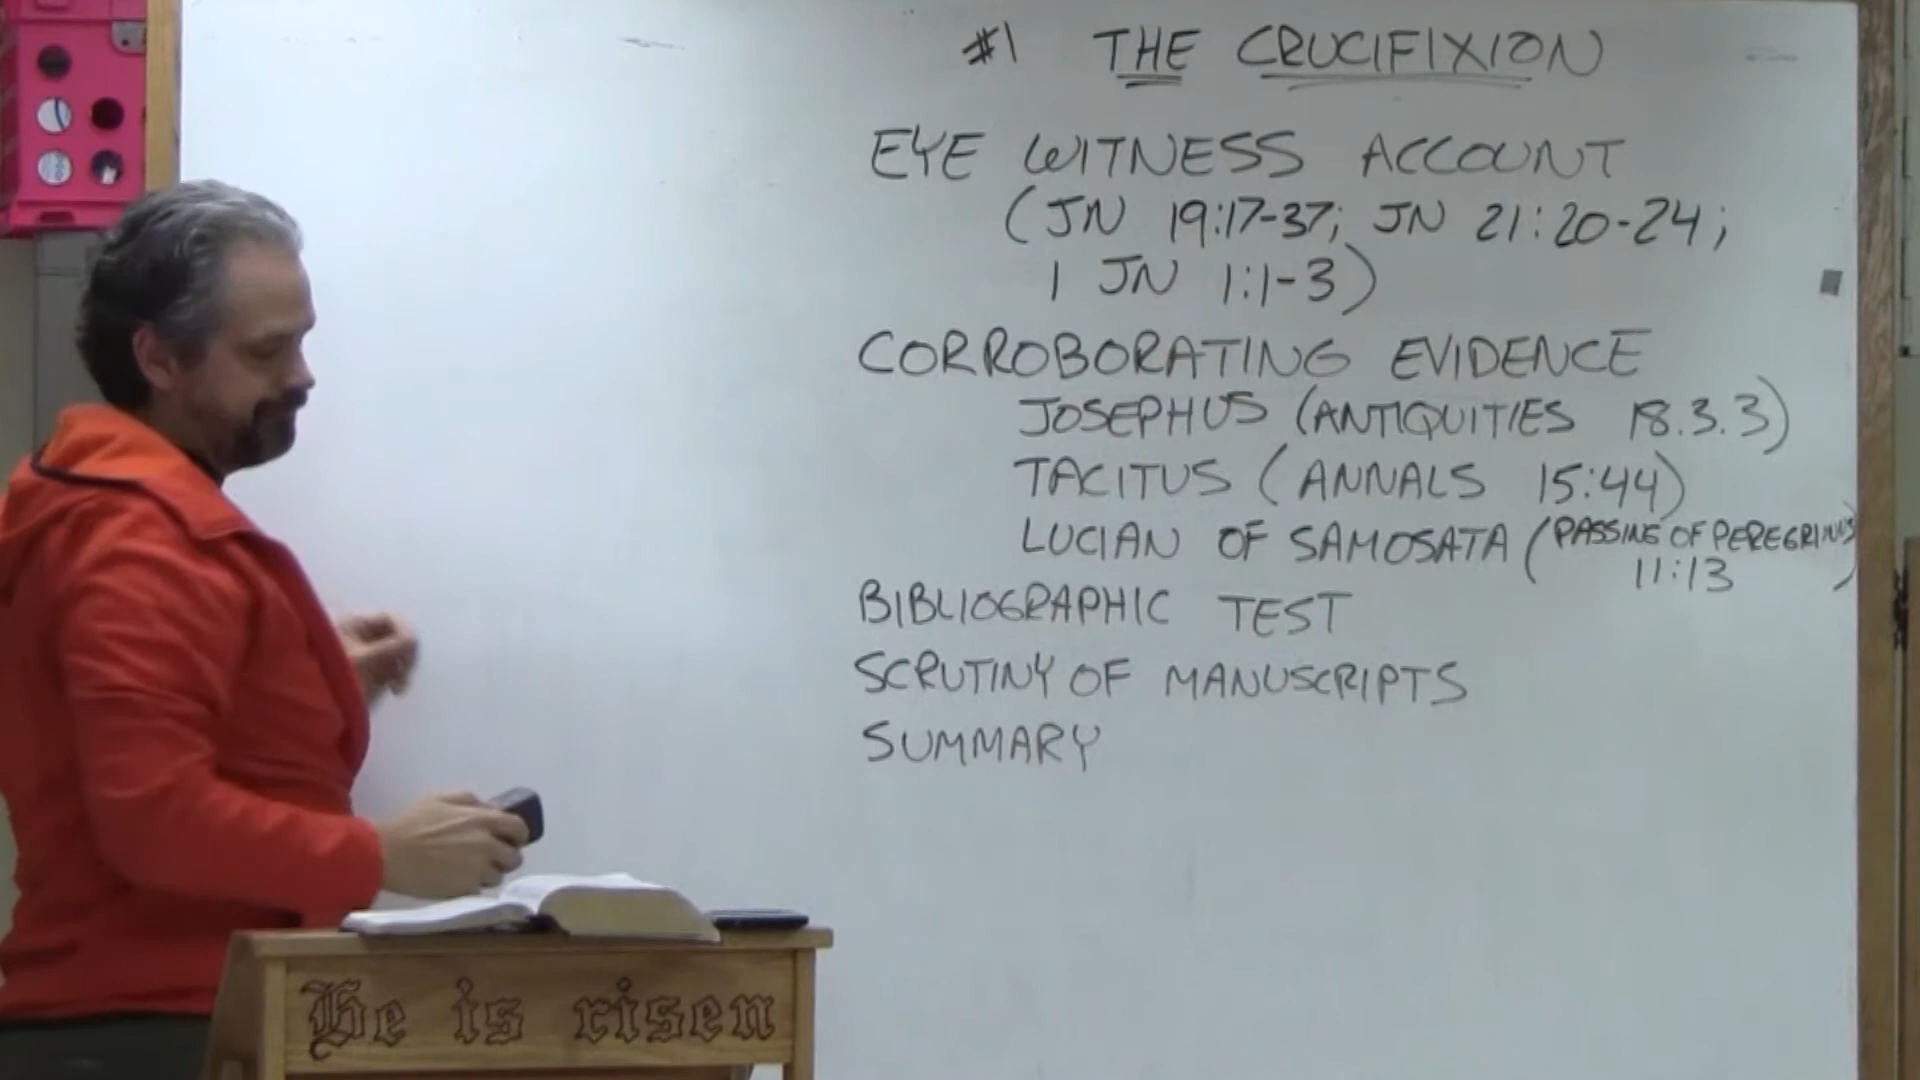 #1 THE CRUCIFIXION
EYE WITNESS ACCOUNT
(JN 19:17-37; JN 21:20-24;
1 JN 1:1-3)
CORROBORATING EVIDENCE
JOSEPHUS (ANTIQUITIES 18.3.3)
TACITUS (ANNALS 15:44)
LUCIAN OF SAMOSATA (PASSING OF PEREGRINUS
11:13)
BIBLIOGRAPHIC TEST
SCRUTINY OF MANUSCRIPTS
SUMMARY
He is risen